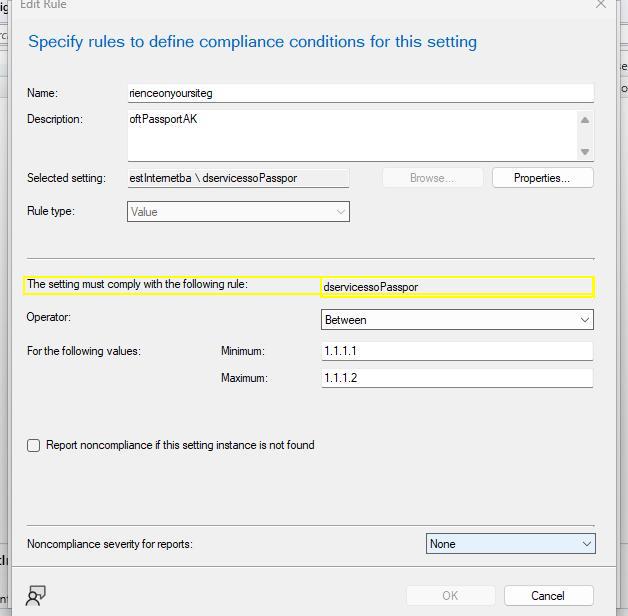 Edit Rule
Specify rules to define compliance conditions for this setting
Name: rienceonyoursiteg
Description: oftPassportAK
Selected setting: estInternetba \ dservicessoPasspor Browse... Properties...
Rule type: Value
The setting must comply with the following rule: dservicessoPasspor
Operator: Between
For the following values: Minimum: 1.1.1.1
Maximum: 1.1.1.2
Report noncompliance if this setting instance is not found
Noncompliance severity for reports: None
OK Cancel